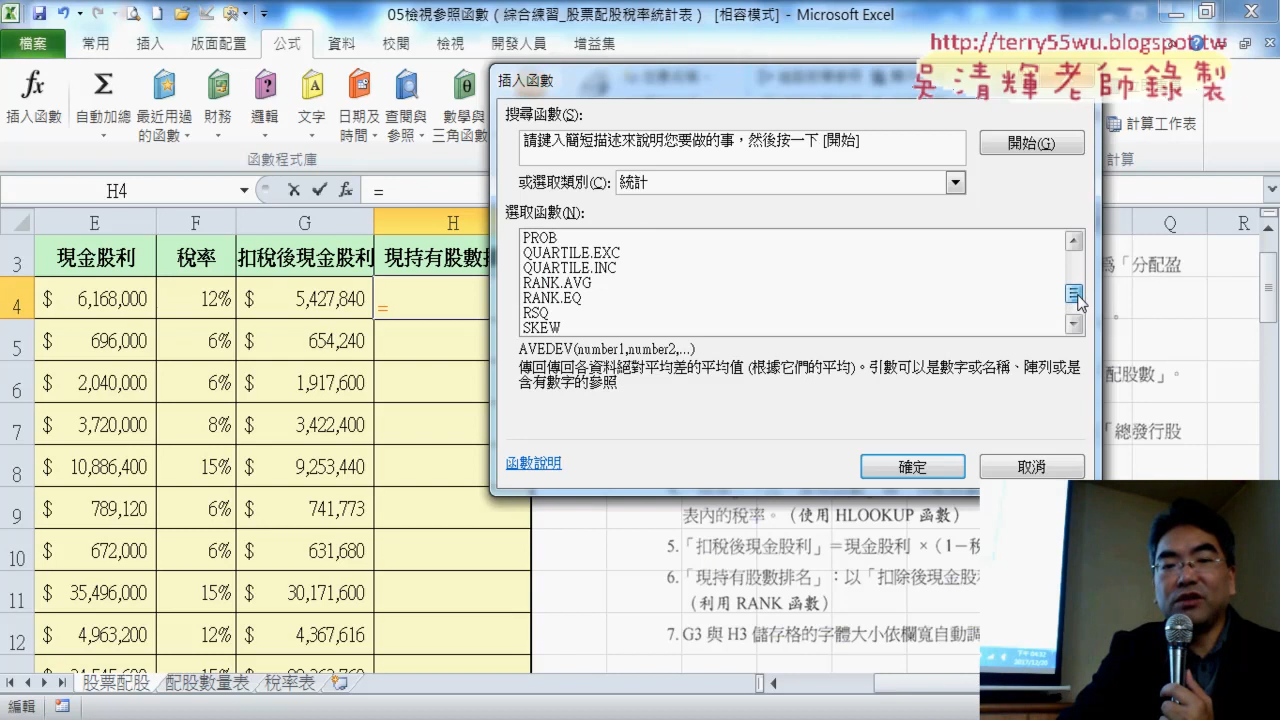 05檢視參照函數（綜合練習_股票配股稅率統計表） [相容模式] - Microsoft Excel
檔案 常用 插入 版面配置 公式 資料 校閱 檢視 開發人員 增益集
http://terry55wu.blogspot.tw
吳清輝老師錄製
插入函數 自動加總 最近用過的函數 財務 邏輯 文字 日期及時間 查閱與參照 數學與三角函數
計算工作表
函數程式庫
計算
H4
=
插入函數
搜尋函數(S):
請鍵入簡短描述來說明您要做的事，然後按一下 [開始]
開始(G)
或選取類別(C): 統計
選取函數(N):
PROB
QUARTILE.EXC
QUARTILE.INC
RANK.AVG
RANK.EQ
RSQ
SKEW
AVEDEV(number1,number2,...)
傳回傳回各資料絕對平均差的平均值 (根據它們的平均)。引數可以是數字或名稱、陣列或是
含有數字的參照
函數說明
確定
取消
E F G H Q R
3 現金股利 稅率 扣稅後現金股利 現持有股數
4 $ 6,168,000 12% $ 5,427,840 =
5 $ 696,000 6% $ 654,240
6 $ 2,040,000 6% $ 1,917,600
7 $ 3,720,000 8% $ 3,422,400
8 $ 10,886,400 15% $ 9,253,440
9 $ 789,120 6% $ 741,773
10 $ 672,000 6% $ 631,680
11 $ 35,496,000 15% $ 30,171,600
12 $ 4,963,200 12% $ 4,367,616
「分配盈
配股數」。
「總發行股
表內的稅率。（使用 HLOOKUP 函數）
5.「扣稅後現金股利」＝現金股利 ×（1－稅
6.「現持有股數排名」：以「扣除後現金股
（利用 RANK 函數）
7. G3 與 H3 儲存格的字體大小依欄寬自動調
股票配股 配股數量表 稅率表
編輯
下午 04:52
2017/12/20